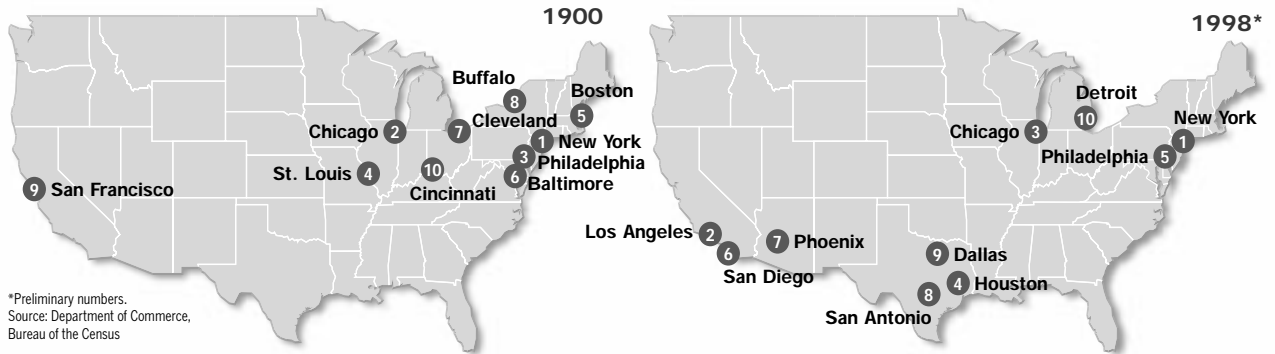 1900
Buffalo
8
Boston
5
Chicago 2
7 Cleveland
1 New York
3 Philadelphia
St. Louis 4
10
Cincinnati
6 Baltimore
9 San Francisco
*Preliminary numbers.
Source: Department of Commerce,
Bureau of the Census
1998*
Detroit
10
New York
1
Chicago 3
Philadelphia 5
Los Angeles 2
6
San Diego
7 Phoenix
9 Dallas
4 Houston
8
San Antonio